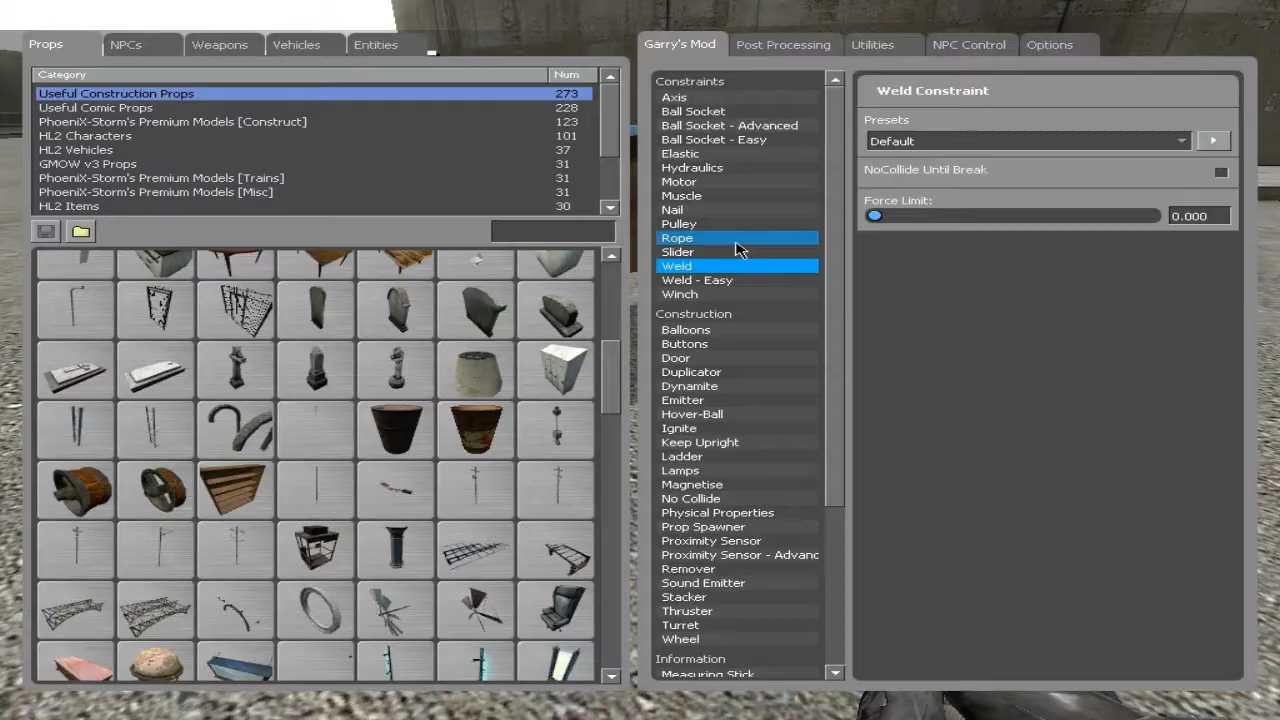 Props
NPCs
Weapons
Vehicles
Entities
Category Num
Useful Construction Props 273
Useful Comic Props 228
PhoeniX-Storm's Premium Models [Construct] 123
HL2 Characters 101
HL2 Vehicles 37
GMOW v3 Props 31
PhoeniX-Storm's Premium Models [Trains] 31
PhoeniX-Storm's Premium Models [Misc] 31
HL2 Items 30
Garry's Mod
Post Processing
Utilities
NPC Control
Options
Constraints
Axis
Ball Socket
Ball Socket - Advanced
Ball Socket - Easy
Elastic
Hydraulics
Motor
Muscle
Nail
Pulley
Rope
Slider
Weld
Weld - Easy
Winch
Construction
Balloons
Buttons
Door
Duplicator
Dynamite
Emitter
Hover-Ball
Ignite
Keep Upright
Ladder
Lamps
Magnetise
No Collide
Physical Properties
Prop Spawner
Proximity Sensor
Proximity Sensor - Advanc
Remover
Sound Emitter
Stacker
Thruster
Turret
Wheel
Information
Measuring Stick
Weld Constraint
Presets
Default
NoCollide Until Break
Force Limit:
0.000